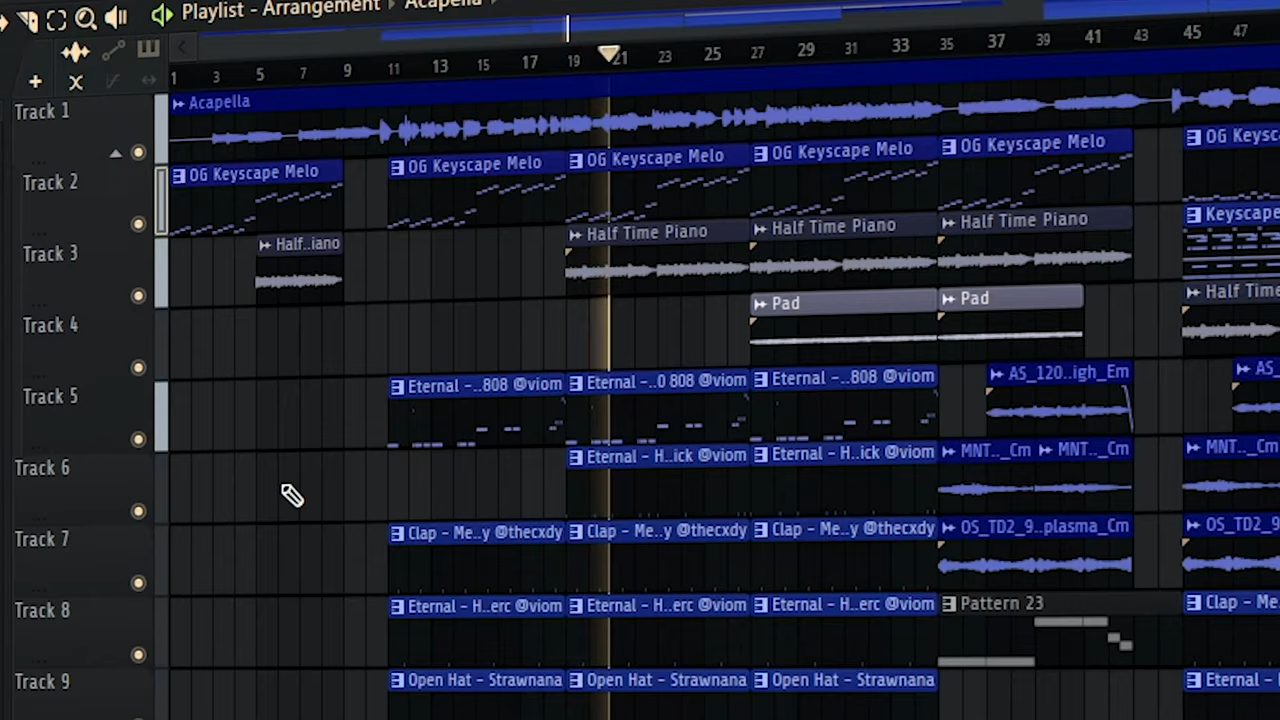 Playlist - Arrangement › Acapella ›
1 3 5 7 9 11 13 15 17 19 21 23 25 27 29 31 33 35 37 39 41 43 45 47
Track 1 Acapella
Track 2 OG Keyscape Melo OG Keyscape Melo OG Keyscape Melo OG Keyscape Melo OG Keyscape Melo OG Keysc
Track 3 Half..iano Half Time Piano Half Time Piano Half Time Piano Keyscape
Track 4 Pad Pad Half Time
Track 5 Eternal -..808 @viom Eternal -..0 808 @viom Eternal -..808 @viom AS_120..igh_Em AS_
Track 6 Eternal - H..ick @viom Eternal - H..ick @viom MNT.._Cm MNT.._Cm MNT.._Cm
Track 7 Clap - Me..y @thecxdy Clap - Me..y @thecxdy Clap - Me..y @thecxdy OS_TD2_9..plasma_Cm OS_TD2_9
Track 8 Eternal - H..erc @viom Eternal - H..erc @viom Eternal - H..erc @viom Pattern 23 Clap - Me
Track 9 Open Hat - Strawnana Open Hat - Strawnana Open Hat - Strawnana Eternal -